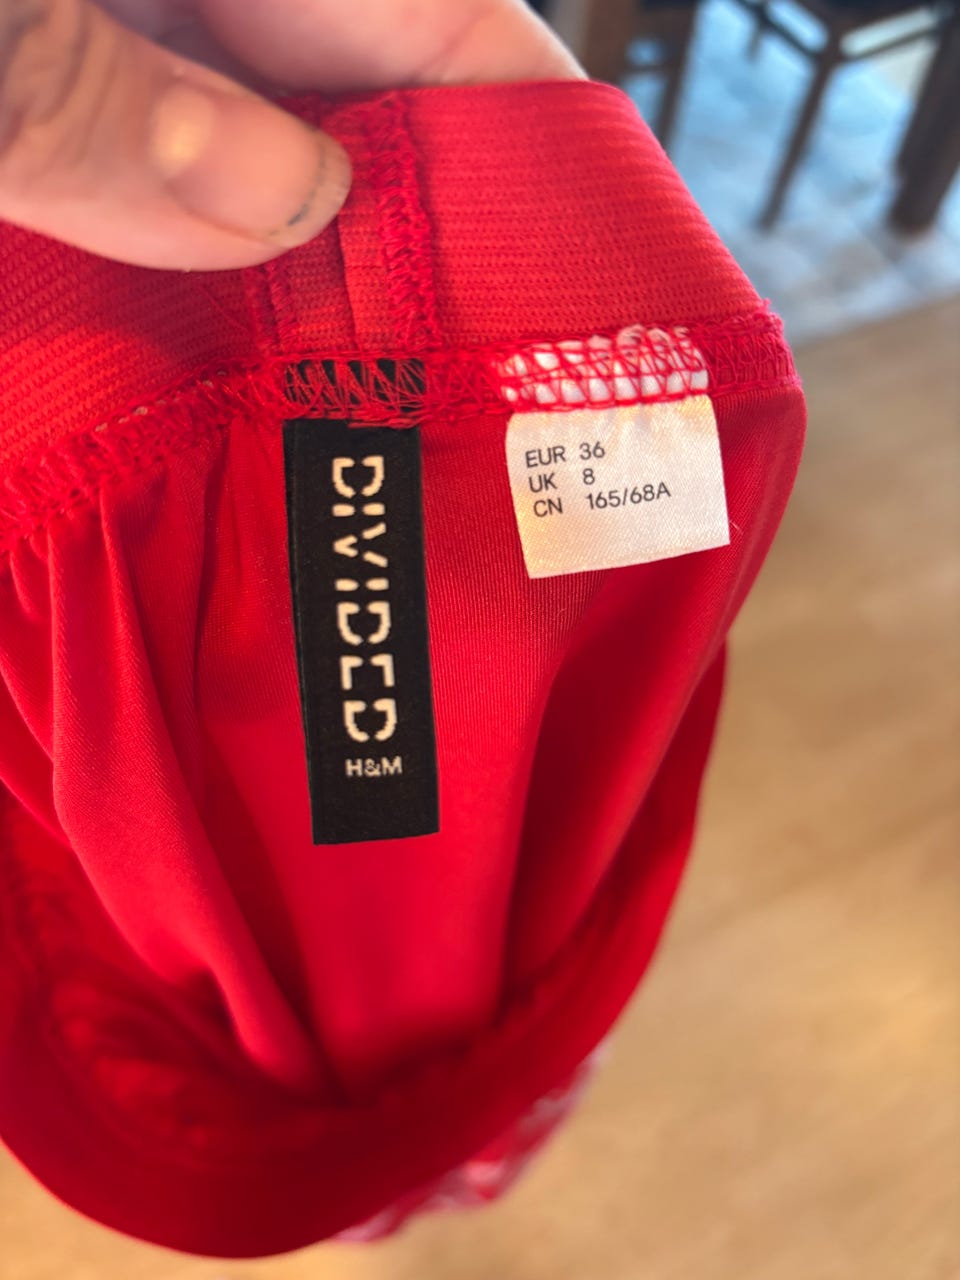 DIVIDED
H&M
EUR 36
UK 8
CN 165/68A